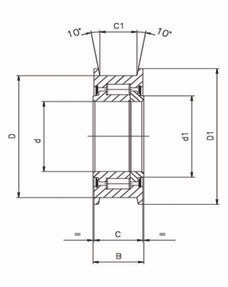 10° C1 10°
D d d1 D1
= C =
B